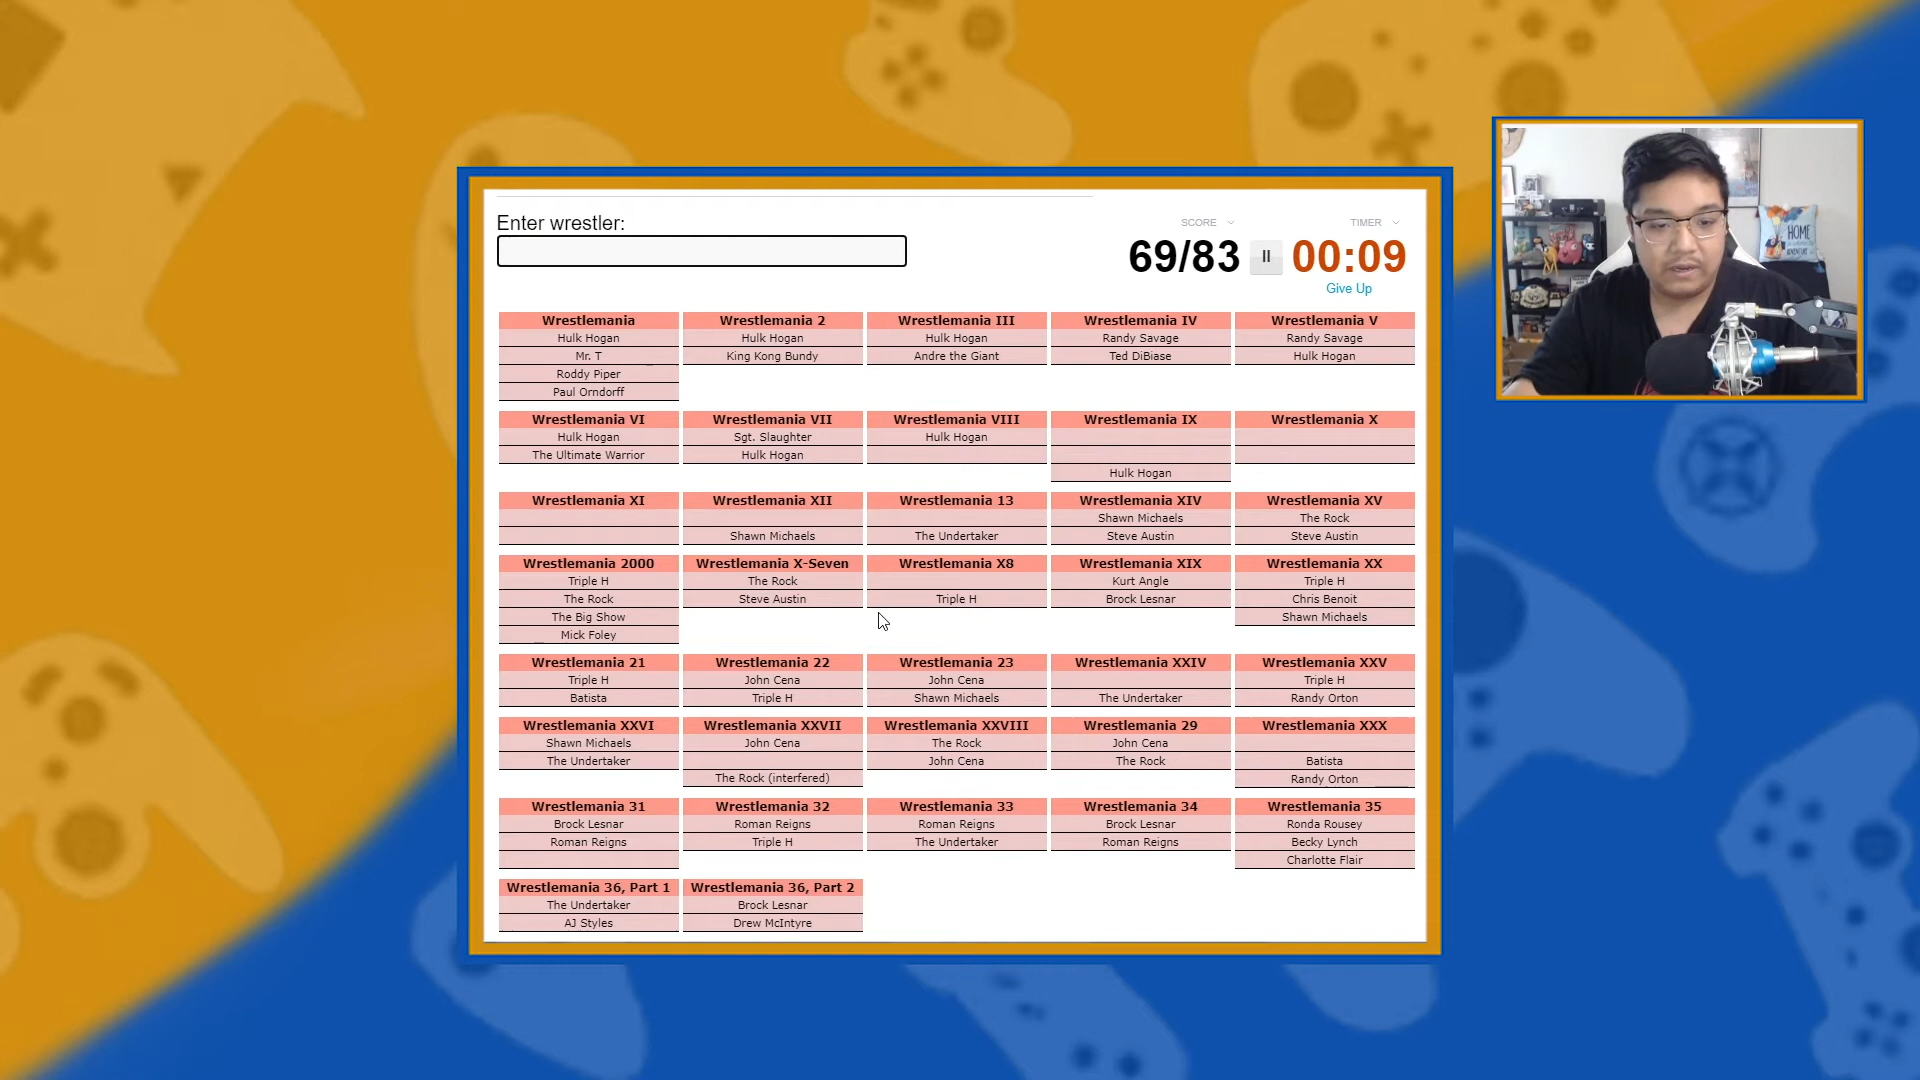 Enter wrestler:
SCORE
TIMER
69/83
II
00:09
Give Up
Wrestlemania
Hulk Hogan
Mr. T
Roddy Piper
Paul Orndorff
Wrestlemania 2
Hulk Hogan
King Kong Bundy
Wrestlemania III
Hulk Hogan
Andre the Giant
Wrestlemania IV
Randy Savage
Ted DiBiase
Wrestlemania V
Randy Savage
Hulk Hogan
Wrestlemania VI
Hulk Hogan
The Ultimate Warrior
Wrestlemania VII
Sgt. Slaughter
Hulk Hogan
Wrestlemania VIII
Hulk Hogan
Wrestlemania IX
Hulk Hogan
Wrestlemania X
Wrestlemania XI
Wrestlemania XII
Shawn Michaels
Wrestlemania 13
The Undertaker
Wrestlemania XIV
Shawn Michaels
Steve Austin
Wrestlemania XV
The Rock
Steve Austin
Wrestlemania 2000
Triple H
The Rock
The Big Show
Mick Foley
Wrestlemania X-Seven
The Rock
Steve Austin
Wrestlemania X8
Triple H
Wrestlemania XIX
Kurt Angle
Brock Lesnar
Wrestlemania XX
Triple H
Chris Benoit
Shawn Michaels
Wrestlemania 21
Triple H
Batista
Wrestlemania 22
John Cena
Triple H
Wrestlemania 23
John Cena
Shawn Michaels
Wrestlemania XXIV
The Undertaker
Wrestlemania XXV
Triple H
Randy Orton
Wrestlemania XXVI
Shawn Michaels
The Undertaker
Wrestlemania XXVII
John Cena
The Rock (interfered)
Wrestlemania XXVIII
The Rock
John Cena
Wrestlemania 29
John Cena
The Rock
Wrestlemania XXX
Batista
Randy Orton
Wrestlemania 31
Brock Lesnar
Roman Reigns
Wrestlemania 32
Roman Reigns
Triple H
Wrestlemania 33
Roman Reigns
The Undertaker
Wrestlemania 34
Brock Lesnar
Roman Reigns
Wrestlemania 35
Ronda Rousey
Becky Lynch
Charlotte Flair
Wrestlemania 36, Part 1
The Undertaker
AJ Styles
Wrestlemania 36, Part 2
Brock Lesnar
Drew McIntyre
HOME